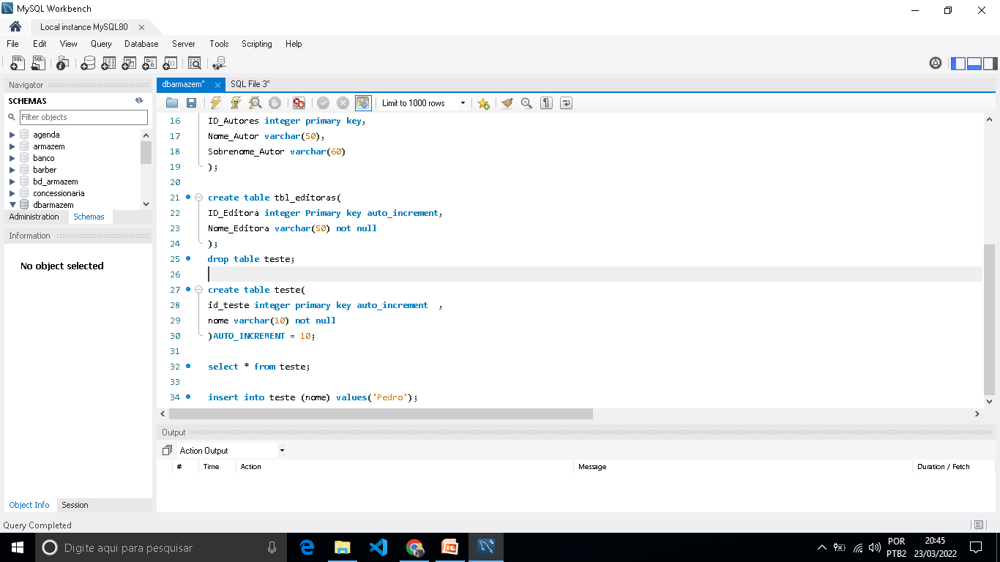 MySQL Workbench
Local instance MySQL80
File Edit View Query Database Server Tools Scripting Help
Navigator
SCHEMAS
Filter objects
agenda
armazem
banco
barber
bd_armazem
concessionaria
dbarmazem
Administration Schemas
Information
No object selected
Object Info Session
dbarmazem* SQL File 3*
Limit to 1000 rows
16 ID_Autores integer primary key,
17 Nome_Autor varchar(50),
18 Sobrenome_Autor varchar(60)
19 );
20
21 create table tbl_editoras(
22 ID_Editora integer Primary key auto_increment,
23 Nome_Editora varchar(50) not null
24 );
25 drop table teste;
26
27 create table teste(
28 id_teste integer primary key auto_increment  ,
29 nome varchar(10) not null
30 )AUTO_INCREMENT = 10;
31
32 select * from teste;
33
34 insert into teste (nome) values('Pedro');
Output
Action Output
# Time Action Message Duration / Fetch
Query Completed
Digite aqui para pesquisar
POR
PTB2
20:45
23/03/2022